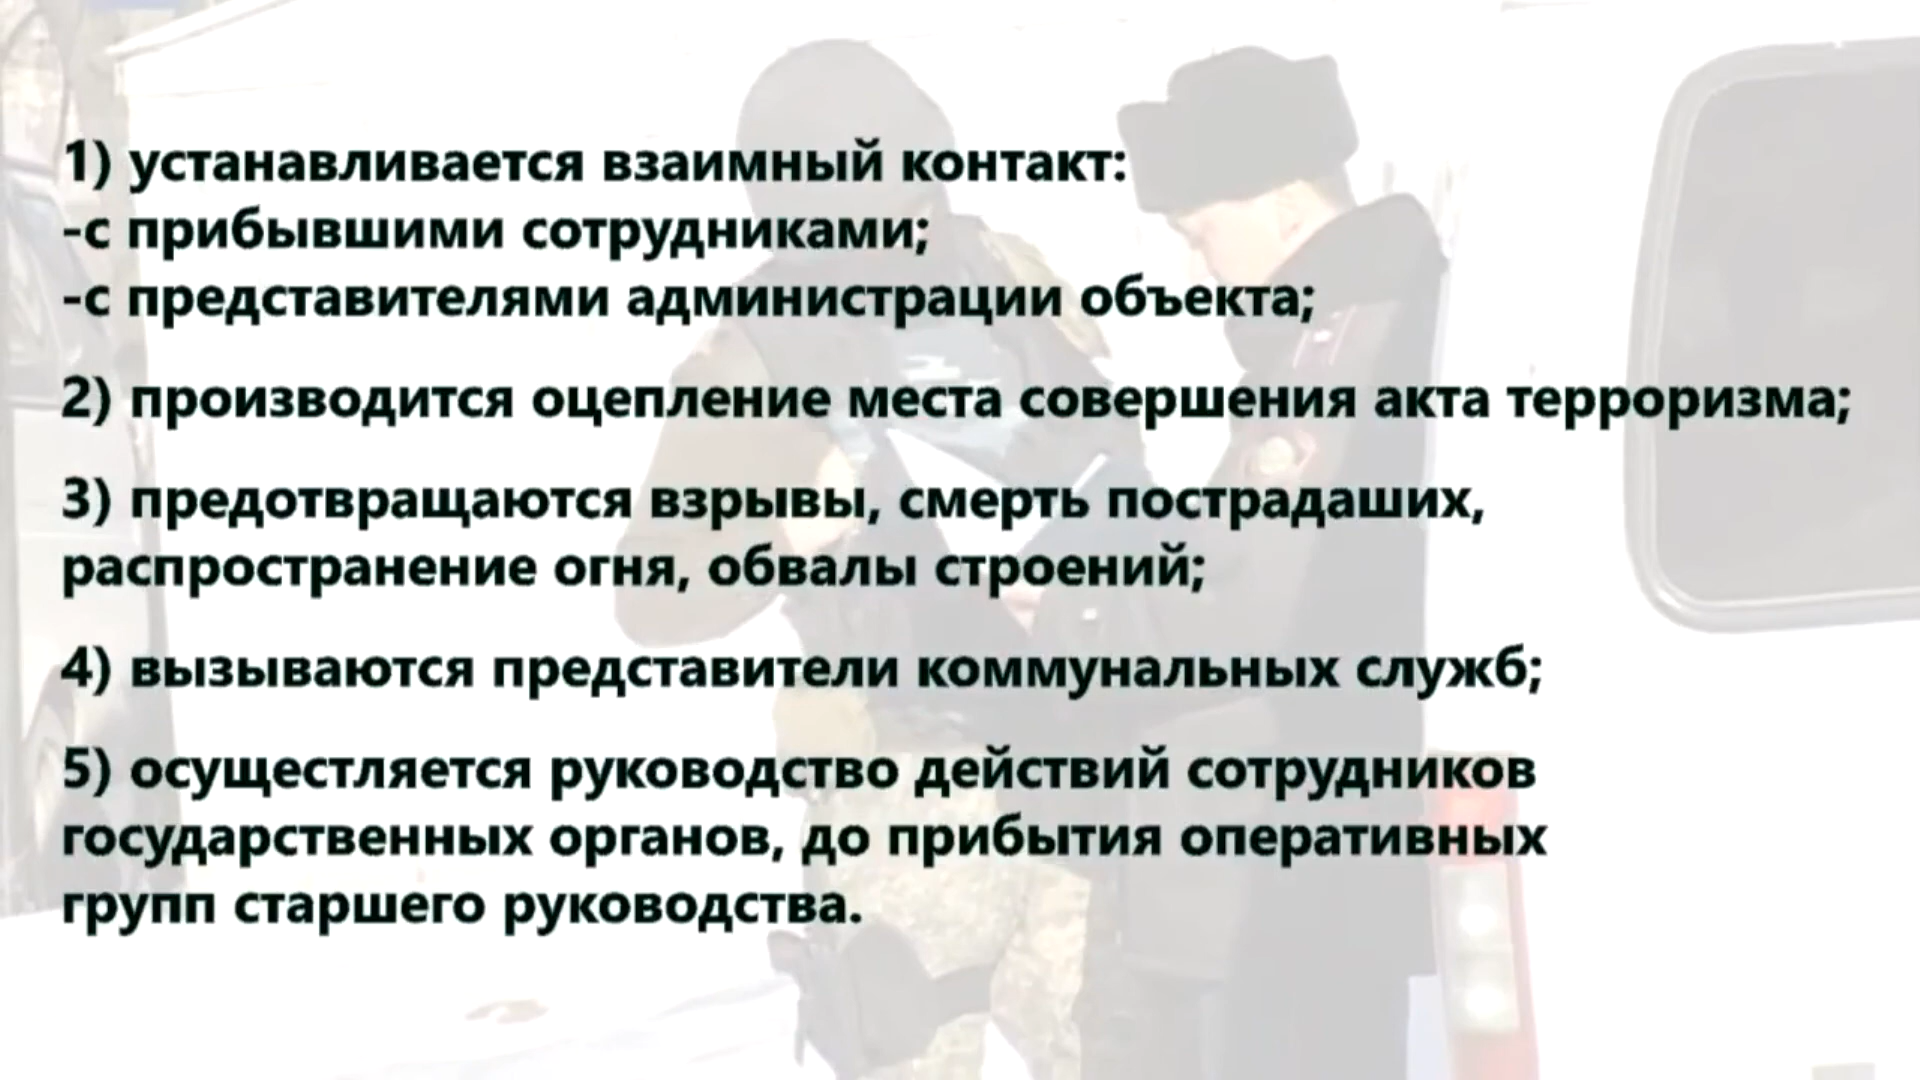 1) устанавливается взаимный контакт:
-с прибывшими сотрудниками;
-с представителями администрации объекта;
2) производится оцепление места совершения акта терроризма;
3) предотвращаются взрывы, смерть пострадаших,
распространение огня, обвалы строений;
4) вызываются представители коммунальных служб;
5) осущестляется руководство действий сотрудников
государственных органов, до прибытия оперативных
групп старшего руководства.